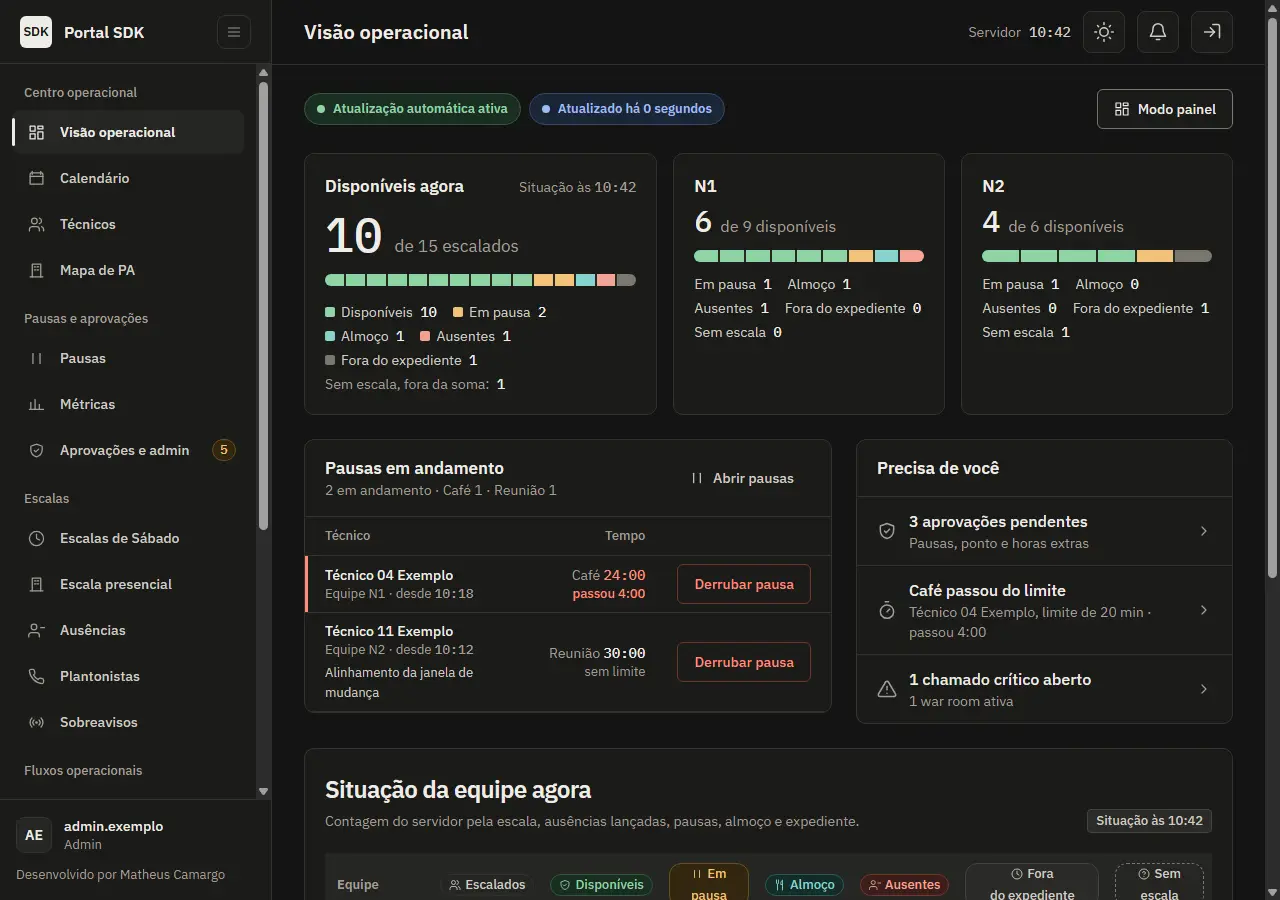 SDK Portal SDK
Centro operacional
Visão operacional
Calendário
Técnicos
Mapa de PA
Pausas e aprovações
Pausas
Métricas
Aprovações e admin 5
Escalas
Escalas de Sábado
Escala presencial
Ausências
Plantonistas
Sobreavisos
Fluxos operacionais
AE admin.exemplo
Admin
Desenvolvido por Matheus Camargo
Visão operacional
Servidor 10:42
Atualização automática ativa
Atualizado há 0 segundos
Modo painel
Disponíveis agora Situação às 10:42
10 de 15 escalados
Disponíveis 10 Em pausa 2
Almoço 1 Ausentes 1
Fora do expediente 1
Sem escala, fora da soma: 1
N1
6 de 9 disponíveis
Em pausa 1 Almoço 1
Ausentes 1 Fora do expediente 0
Sem escala 0
N2
4 de 6 disponíveis
Em pausa 1 Almoço 0
Ausentes 0 Fora do expediente 1
Sem escala 1
Pausas em andamento
2 em andamento · Café 1 · Reunião 1
Abrir pausas
Técnico Tempo
Técnico 04 Exemplo
Equipe N1 · desde 10:18
Café 24:00
passou 4:00
Derrubar pausa
Técnico 11 Exemplo
Equipe N2 · desde 10:12
Alinhamento da janela de
mudança
Reunião 30:00
sem limite
Derrubar pausa
Precisa de você
3 aprovações pendentes
Pausas, ponto e horas extras
Café passou do limite
Técnico 04 Exemplo, limite de 20 min ·
passou 4:00
1 chamado crítico aberto
1 war room ativa
Situação da equipe agora
Contagem do servidor pela escala, ausências lançadas, pausas, almoço e expediente.
Situação às 10:42
Equipe
Escalados
Disponíveis
Em
pausa
Almoço
Ausentes
Fora
do expediente
Sem
escala